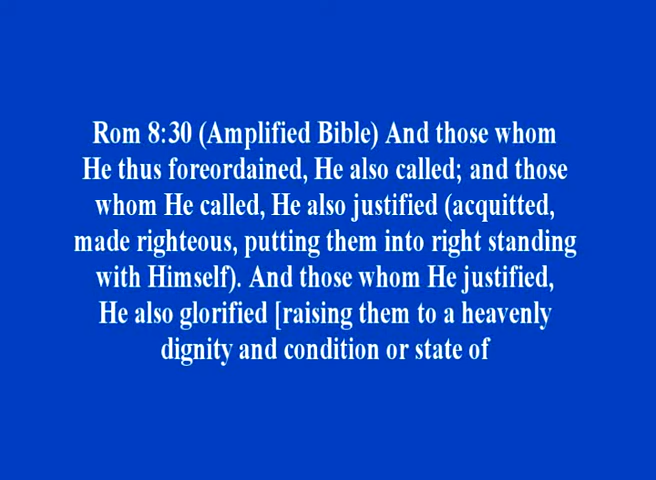 Rom 8:30 (Amplified Bible) And those whom
He thus foreordained, He also called; and those
whom He called, He also justified (acquitted,
made righteous, putting them into right standing
with Himself). And those whom He justified,
He also glorified [raising them to a heavenly
dignity and condition or state of